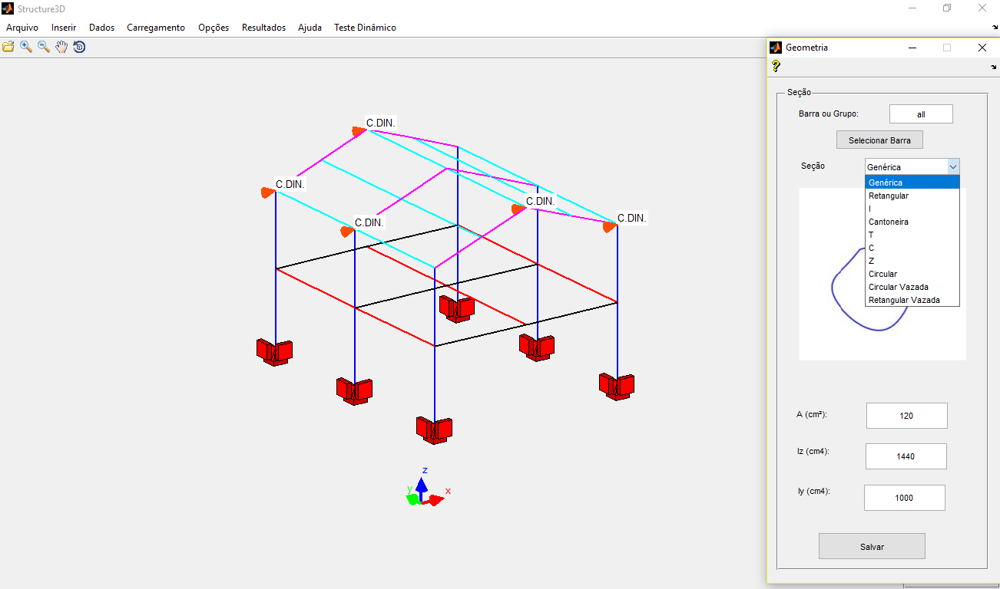 Structure3D
Arquivo Inserir Dados Carregamento Opções Resultados Ajuda Teste Dinâmico
Geometria
Seção
Barra ou Grupo: all
Selecionar Barra
Seção Genérica
Genérica
Retangular
I
Cantoneira
T
C
Z
Circular
Circular Vazada
Retangular Vazada
A (cm²): 120
Iz (cm4): 1440
Iy (cm4): 1000
Salvar
C.DIN.
C.DIN.
C.DIN.
C.DIN.
C.DIN.
z
y
x